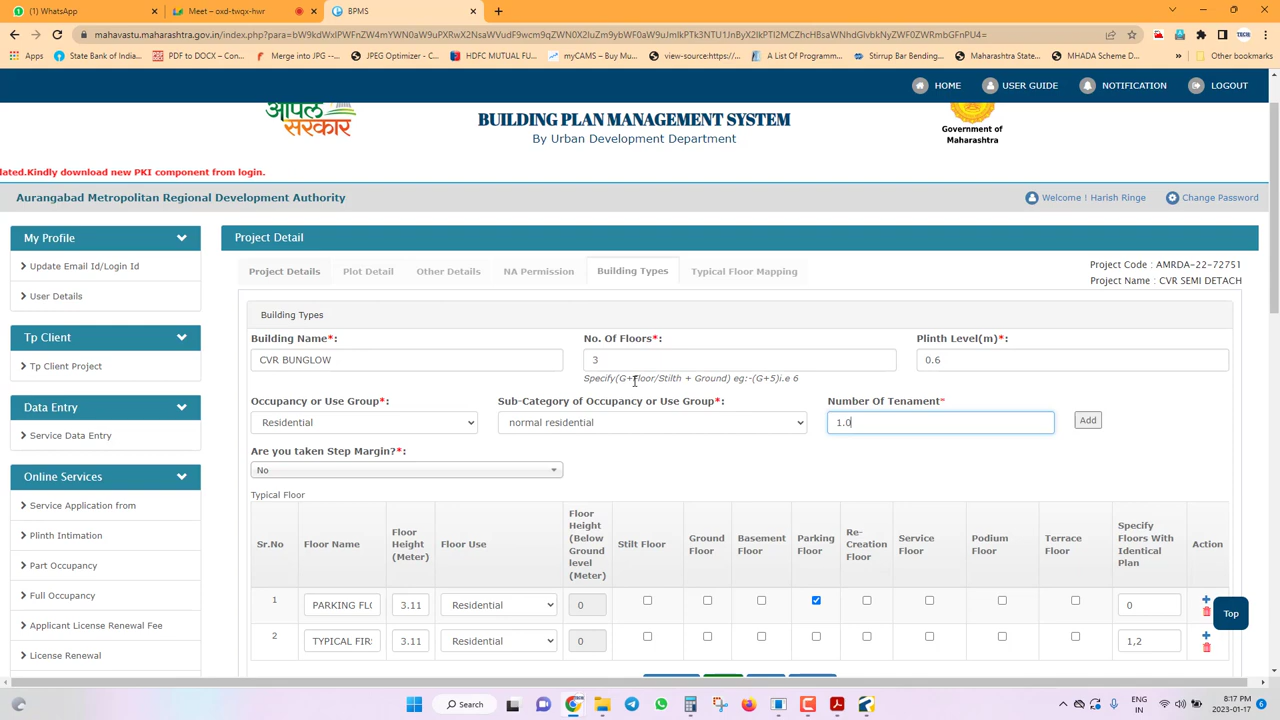 (1) WhatsApp
Meet – oxd-twqx-hwr
BPMS
mahavastu.maharashtra.gov.in/index.php?
Apps
State Bank of India...
PDF to DOCX – Co...
Merge into JPG –...
JPEG Optimizer - C...
HDFC MUTUAL FU...
myCAMS – Buy Mu...
view-source:https:/...
A List Of Programm...
Stirrup Bar Bending...
Maharashtra State...
MHADA Scheme D...
Other bookmarks
HOME
USER GUIDE
NOTIFICATION
LOGOUT
आपले
सरकार
BUILDING PLAN MANAGEMENT SYSTEM
By Urban Development Department
Government of
Maharashtra
lated.Kindly download new PKI component from login.
Aurangabad Metropolitan Regional Development Authority
Welcome ! Harish Ringe
Change Password
My Profile
Update Email Id/Login Id
User Details
Tp Client
Tp Client Project
Data Entry
Service Data Entry
Online Services
Service Application from
Plinth Intimation
Part Occupancy
Full Occupancy
Applicant License Renewal Fee
License Renewal
Project Detail
Project Details
Plot Detail
Other Details
NA Permission
Building Types
Typical Floor Mapping
Project Code : AMRDA-22-72751
Project Name : CVR SEMI DETACH
Building Types
Building Name*:
No. Of Floors*:
Plinth Level(m)*:
CVR BUNGLOW
3
0.6
Specify(G+Floor/Stilth + Ground) eg:-(G+5)i.e 6
Occupancy or Use Group*:
Sub-Category of Occupancy or Use Group*:
Number Of Tenament*
Residential
normal residential
1.0
Add
Are you taken Step Margin?*:
No
Typical Floor
Sr.No
Floor Name
Floor Height (Meter)
Floor Use
Floor Height (Below Ground level (Meter)
Stilt Floor
Ground Floor
Basement Floor
Parking Floor
Re-Creation Floor
Service Floor
Podium Floor
Terrace Floor
Specify Floors With Identical Plan
Action
1
PARKING FL
3.11
Residential
0
0
2
TYPICAL FIR
3.11
Residential
0
1,2
Top
Search
ENG
IN
8:17 PM
2023-01-17